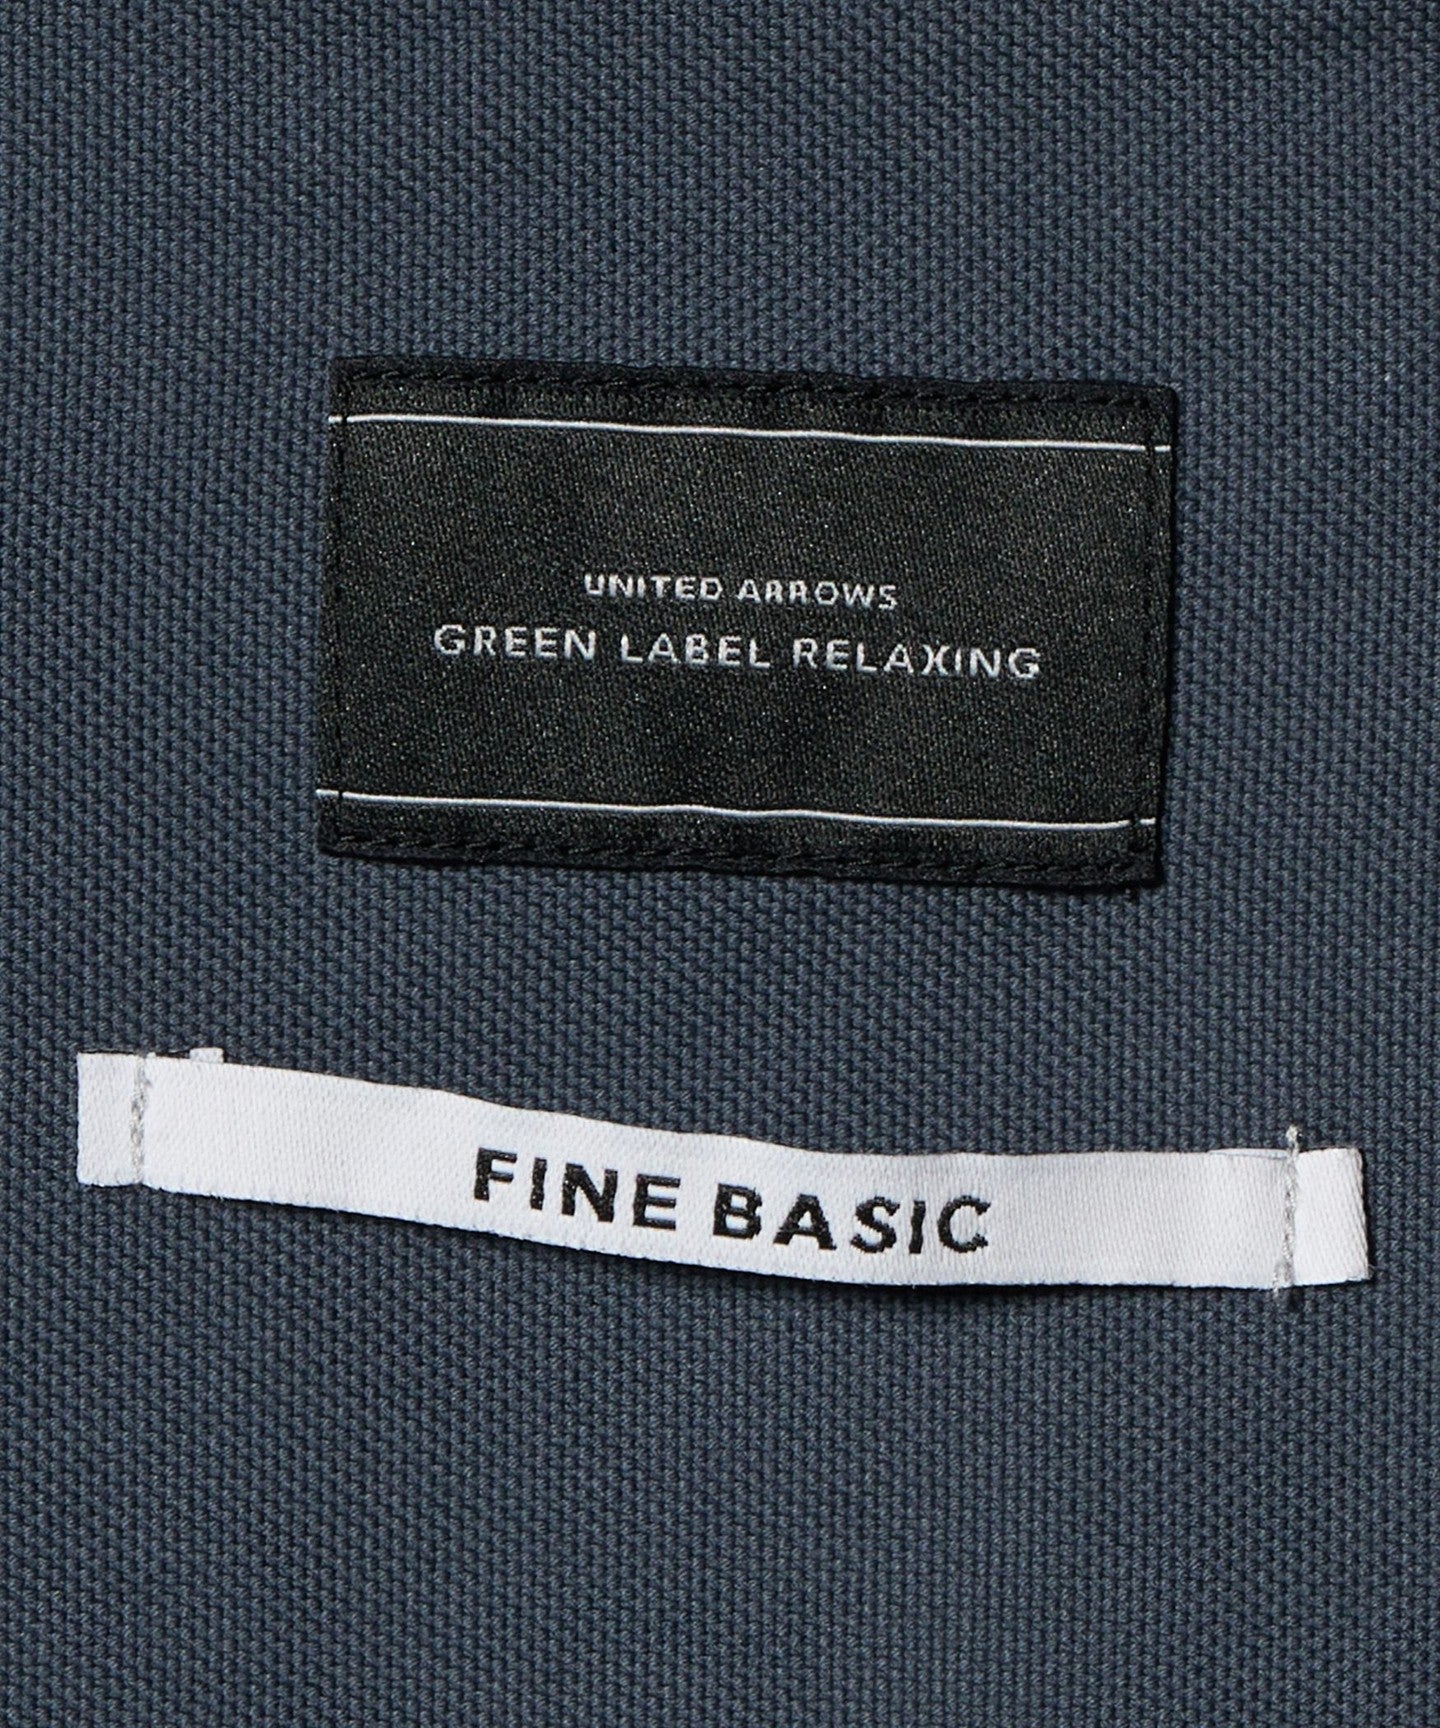 UNITED ARROWS
GREEN LABEL RELAXING
FINE BASIC